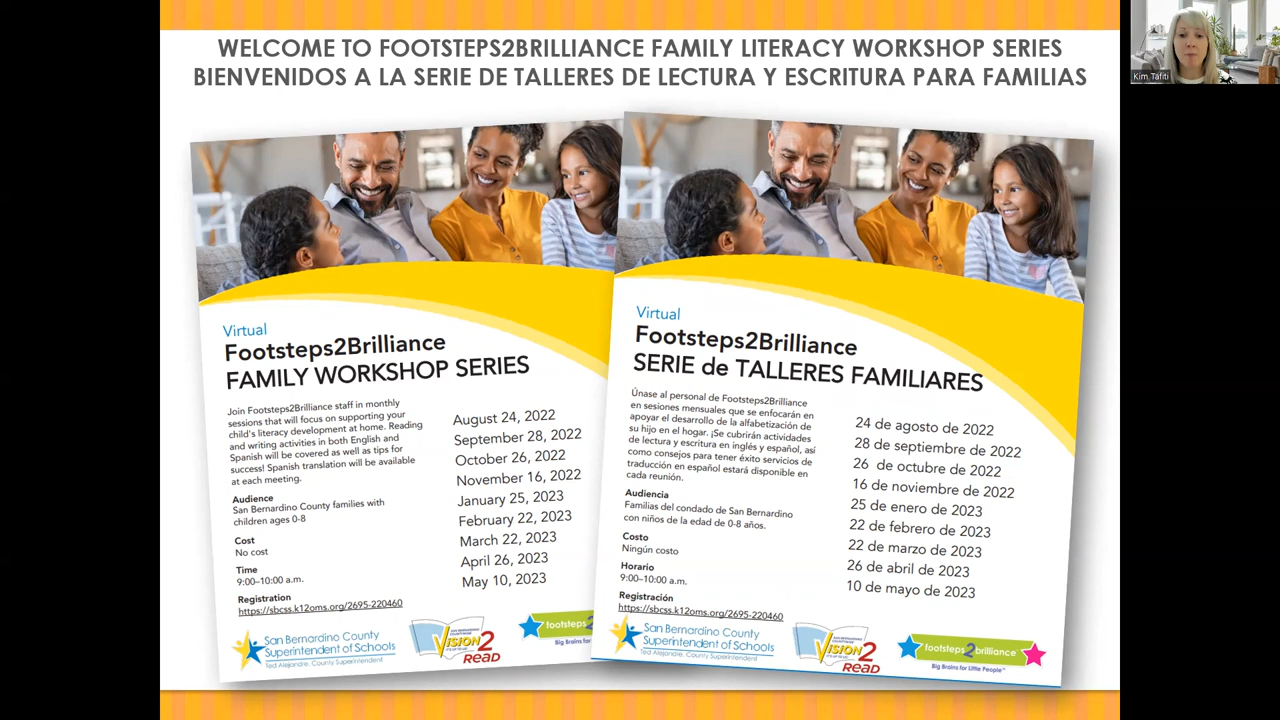 WELCOME TO FOOTSTEPS2BRILLIANCE FAMILY LITERACY WORKSHOP SERIES
BIENVENIDOS A LA SERIE DE TALLERES DE LECTURA Y ESCRITURA PARA FAMILIAS
Kim Tafiti
Virtual
Footsteps2Brilliance
FAMILY WORKSHOP SERIES
Join Footsteps2Brilliance staff in monthly
sessions that will focus on supporting your
child's literacy development at home. Reading
and writing activities in both English and
Spanish will be covered as well as tips for
success! Spanish translation will be available
at each meeting.
Audience
San Bernardino County families with
children ages 0-8
Cost
No cost
Time
9:00–10:00 a.m.
Registration
https://sbcss.k12oms.org/2695-220460
August 24, 2022
September 28, 2022
October 26, 2022
November 16, 2022
January 25, 2023
February 22, 2023
March 22, 2023
April 26, 2023
May 10, 2023
San Bernardino County
Superintendent of Schools
Ted Alejandre, County Superintendent
VISION2
READ
footsteps2
Big Brains for
Virtual
Footsteps2Brilliance
SERIE de TALLERES FAMILIARES
Únase al personal de Footsteps2Brilliance
en sesiones mensuales que se enfocarán en
apoyar el desarrollo de la alfabetización de
su hijo en el hogar. ¡Se cubrirán actividades
de lectura y escritura en inglés y español, así
como consejos para tener éxito servicios de
traducción en español estará disponible en
cada reunión.
Audiencia
Familias del condado de San Bernardino
con niños de la edad de 0-8 años.
Costo
Ningún costo
Horario
9:00–10:00 a.m.
Registración
https://sbcss.k12oms.org/2695-220460
24 de agosto de 2022
28 de septiembre de 2022
26 de octubre de 2022
16 de noviembre de 2022
25 de enero de 2023
22 de febrero de 2023
22 de marzo de 2023
26 de abril de 2023
10 de mayo de 2023
San Bernardino County
Superintendent of Schools
Ted Alejandre, County Superintendent
VISION2
READ
footsteps2brilliance
Big Brains for Little People™